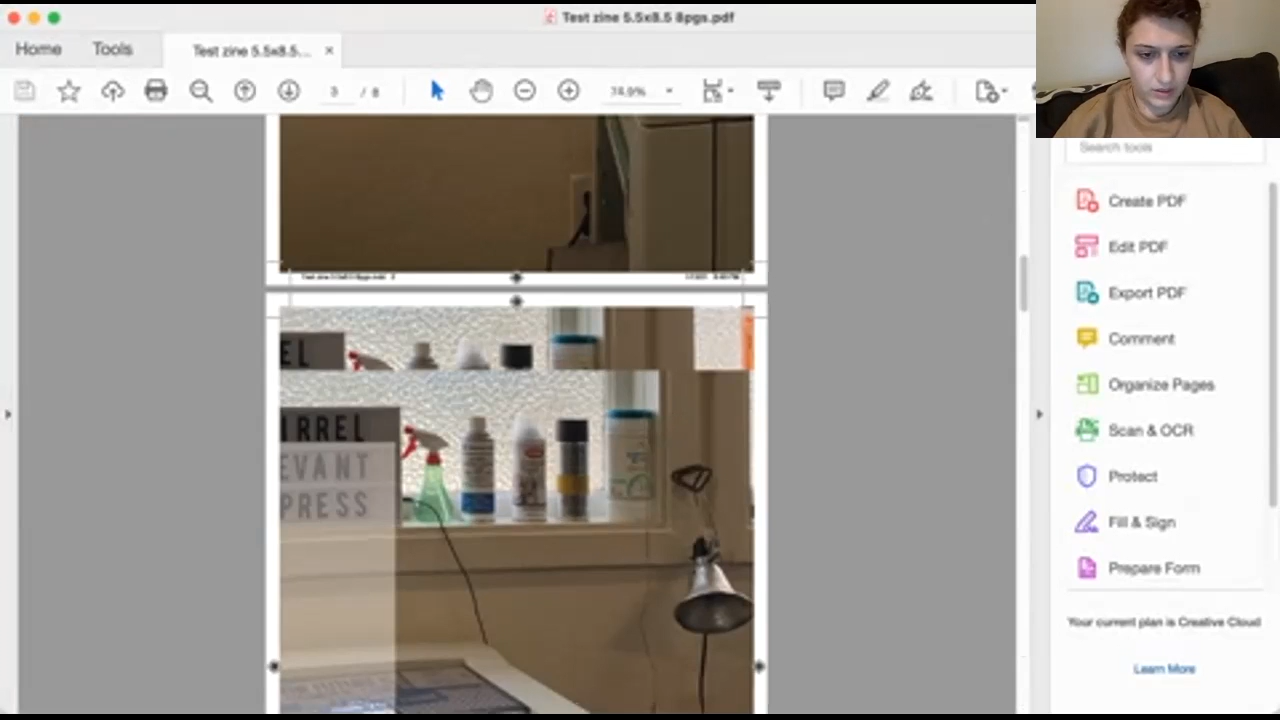 Test zine 5.5x8.5 8pgs.pdf
Home
Tools
Test zine 5.5x8.5...
3 / 8
74.9%
Search tools
Create PDF
Edit PDF
Export PDF
Comment
Organize Pages
Scan & OCR
Protect
Fill & Sign
Prepare Form
Your current plan is Creative Cloud
Learn More
EL
IRREL
EVANT
PRESS